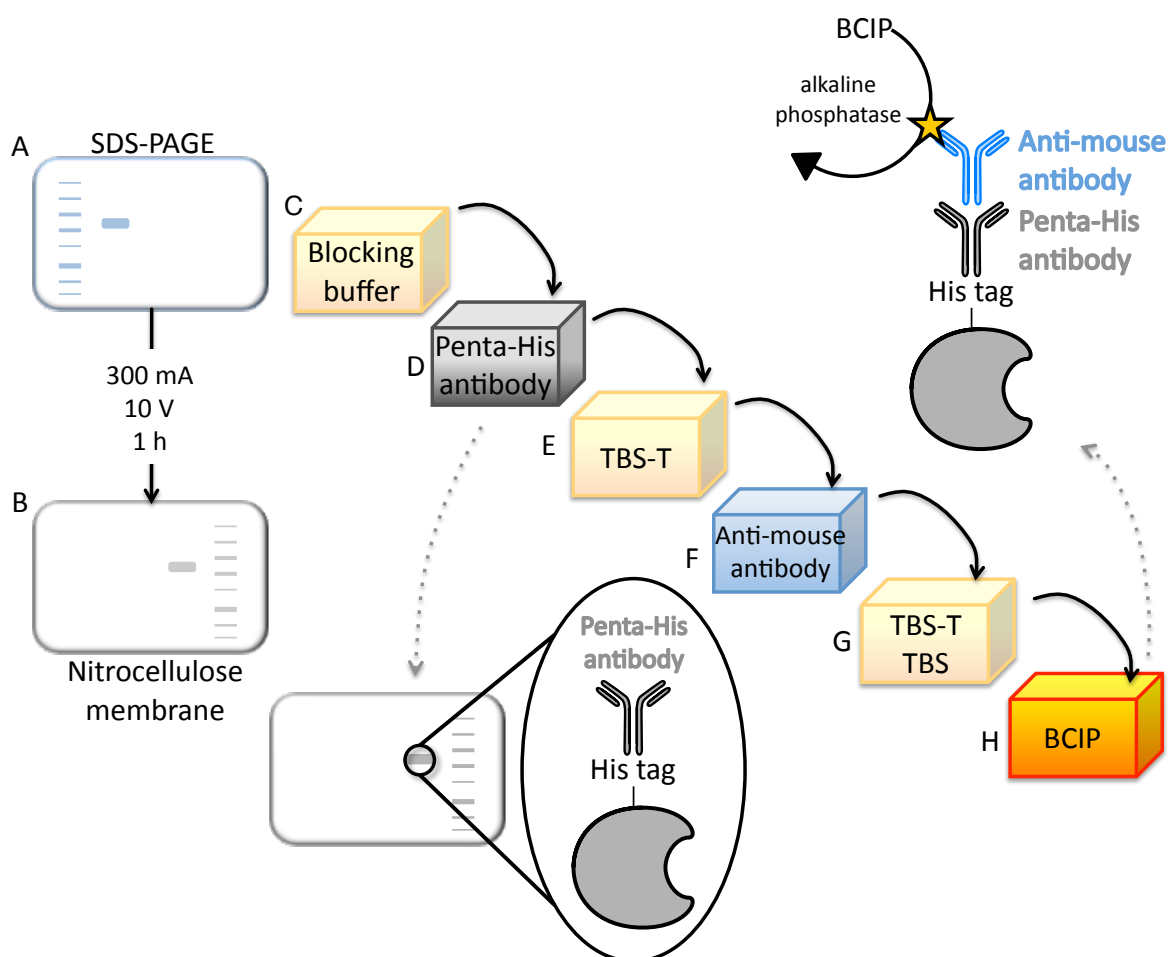 A
SDS-PAGE
300 mA
10 V
1 h
B
Nitrocellulose
membrane
C
Blocking
buffer
D
Penta-His
antibody
E
TBS-T
F
Anti-mouse
antibody
G
TBS-T
TBS
H
BCIP
Penta-His
antibody
His tag
BCIP
alkaline
phosphatase
Anti-mouse
antibody
Penta-His
antibody
His tag